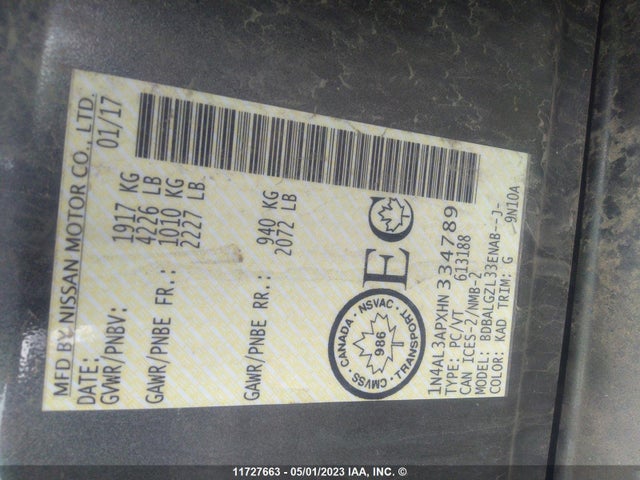 MFD BY NISSAN MOTOR CO., LTD.
DATE: 01/17
GVWR/PNBV: 1917 KG
4226 LB
GAWR/PNBE FR.: 1010 KG
2227 LB
GAWR/PNBE RR.: 940 KG
2072 LB
CANADA · NSVAC · TRANSPORT · CMVSS
986
EC
1N4AL3APXHN334789
TYPE: PC/VT 613188
CAN ICES-2/NMB-2
MODEL: BDBALGZL33ENAB--J-
COLOR: KAD TRIM: G 9N10A
11727663 - 05/01/2023 IAA, INC. ©